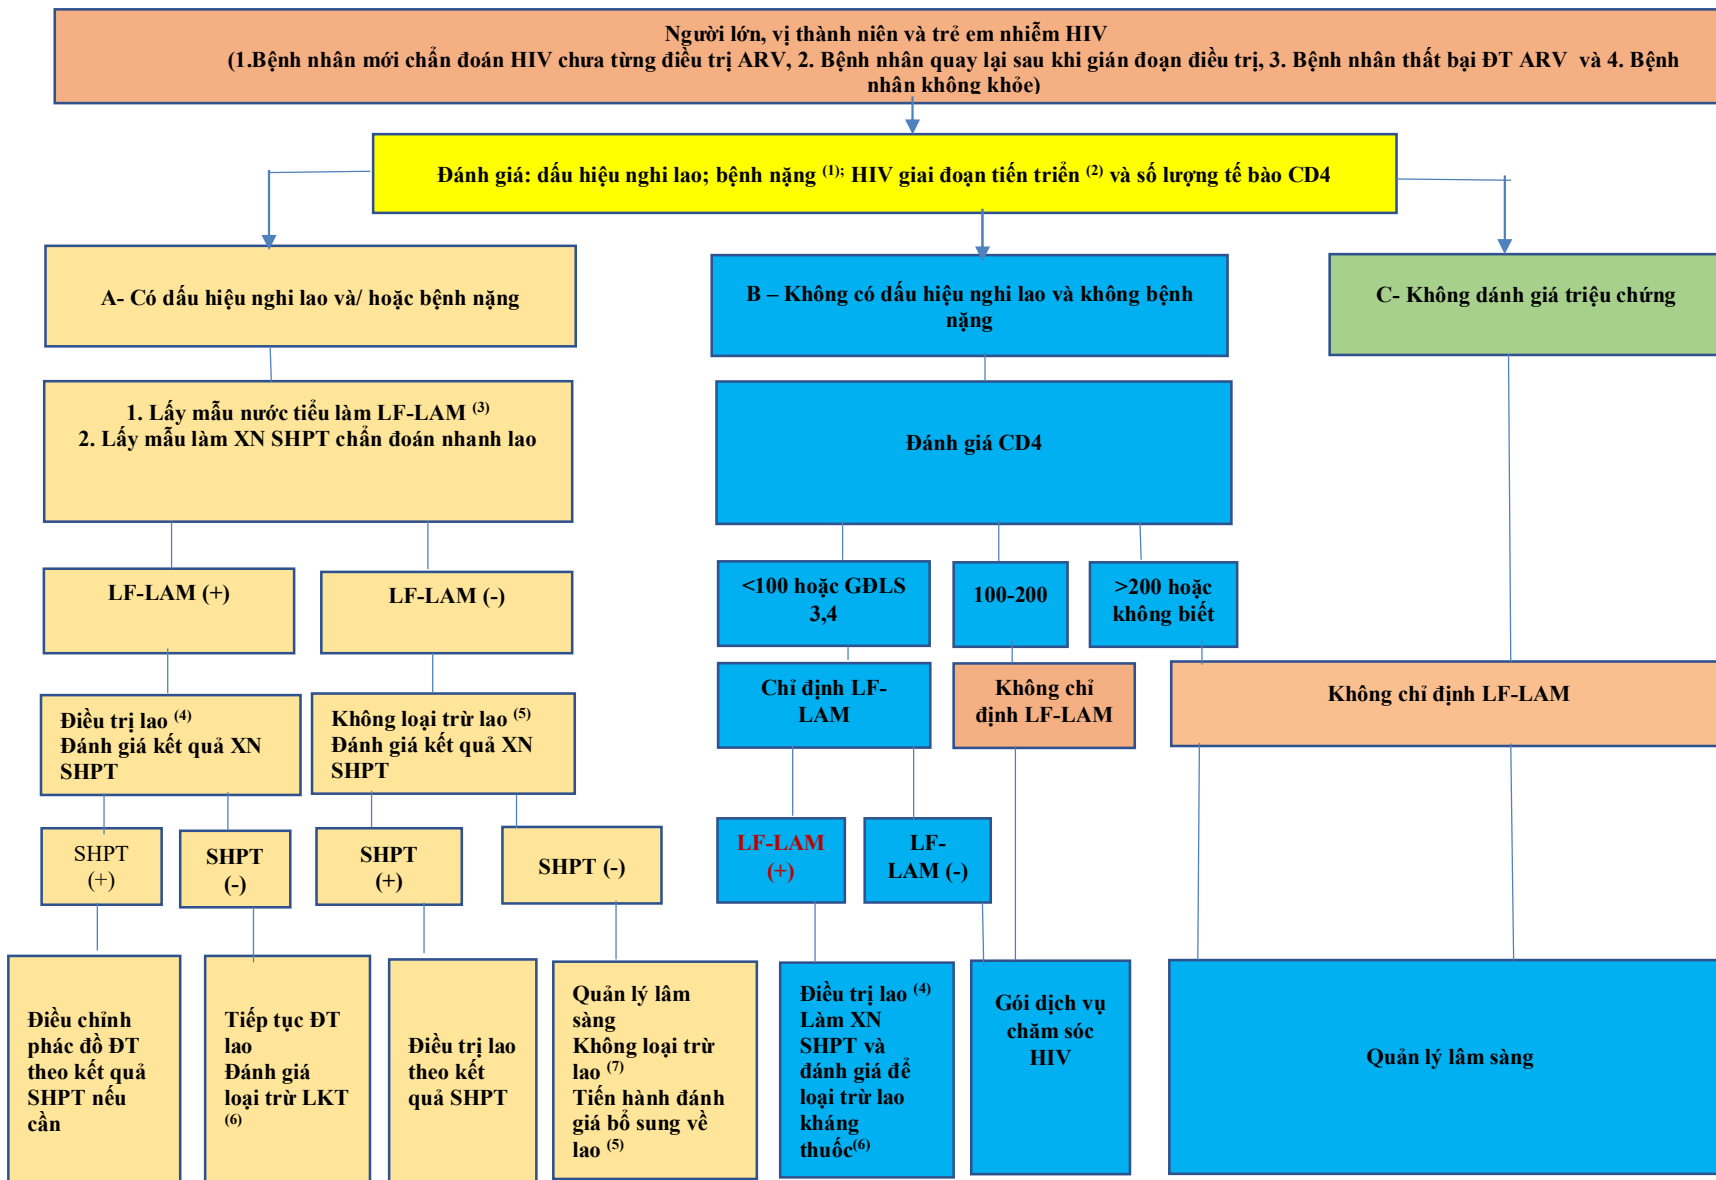 Người lớn, vị thành niên và trẻ em nhiễm HIV
(1.Bệnh nhân mới chẩn đoán HIV chưa từng điều trị ARV, 2. Bệnh nhân quay lại sau khi gián đoạn điều trị, 3. Bệnh nhân thất bại ĐT ARV và 4. Bệnh
nhân không khỏe)
Đánh giá: dấu hiệu nghi lao; bệnh nặng (1); HIV giai đoạn tiến triển (2) và số lượng tế bào CD4
A- Có dấu hiệu nghi lao và/ hoặc bệnh nặng
B – Không có dấu hiệu nghi lao và không bệnh
nặng
C- Không dánh giá triệu chứng
1. Lấy mẫu nước tiểu làm LF-LAM (3)
2. Lấy mẫu làm XN SHPT chẩn đoán nhanh lao
Đánh giá CD4
LF-LAM (+)
LF-LAM (-)
<100 hoặc GĐLS
3,4
100-200
>200 hoặc
không biết
Điều trị lao (4)
Đánh giá kết quả XN
SHPT
Không loại trừ lao (5)
Đánh giá kết quả XN
SHPT
Chỉ định LF-
LAM
Không chỉ
định LF-LAM
Không chỉ định LF-LAM
SHPT
(+)
SHPT
(-)
SHPT
(+)
SHPT (-)
LF-LAM
(+)
LF-
LAM (-)
Điều chỉnh
phác đồ ĐT
theo kết quả
SHPT nếu
cần
Tiếp tục ĐT
lao
Đánh giá
loại trừ LKT
(6)
Điều trị lao
theo kết
quả SHPT
Quản lý lâm
sàng
Không loại trừ
lao (7)
Tiến hành đánh
giá bổ sung về
lao (5)
Điều trị lao (4)
Làm XN
SHPT và
đánh giá để
loại trừ lao
kháng
thuốc(6)
Gói dịch vụ
chăm sóc
HIV
Quản lý lâm sàng